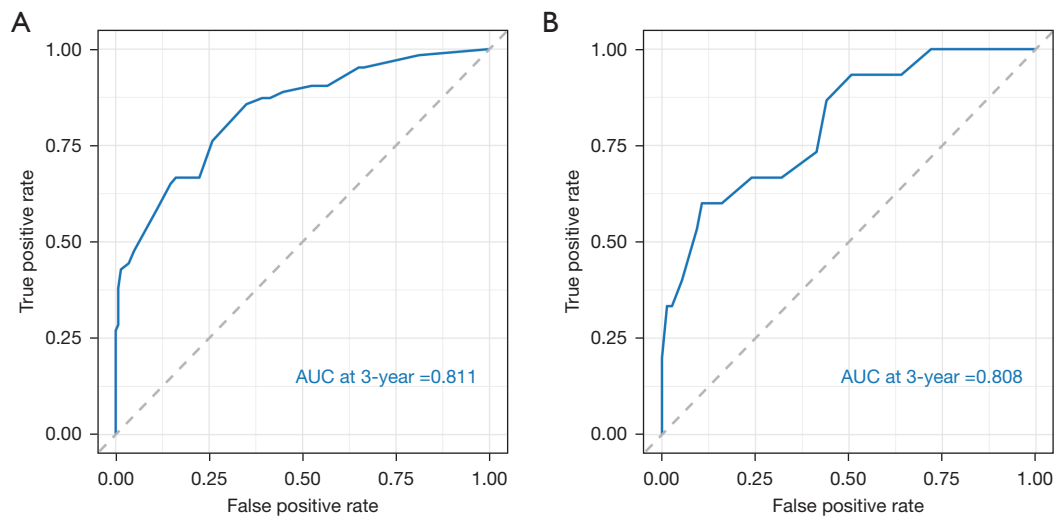 A
True positive rate
1.00
0.75
0.50
0.25
0.00
AUC at 3-year =0.811
0.00 0.25 0.50 0.75 1.00
False positive rate
B
True positive rate
1.00
0.75
0.50
0.25
0.00
AUC at 3-year =0.808
0.00 0.25 0.50 0.75 1.00
False positive rate